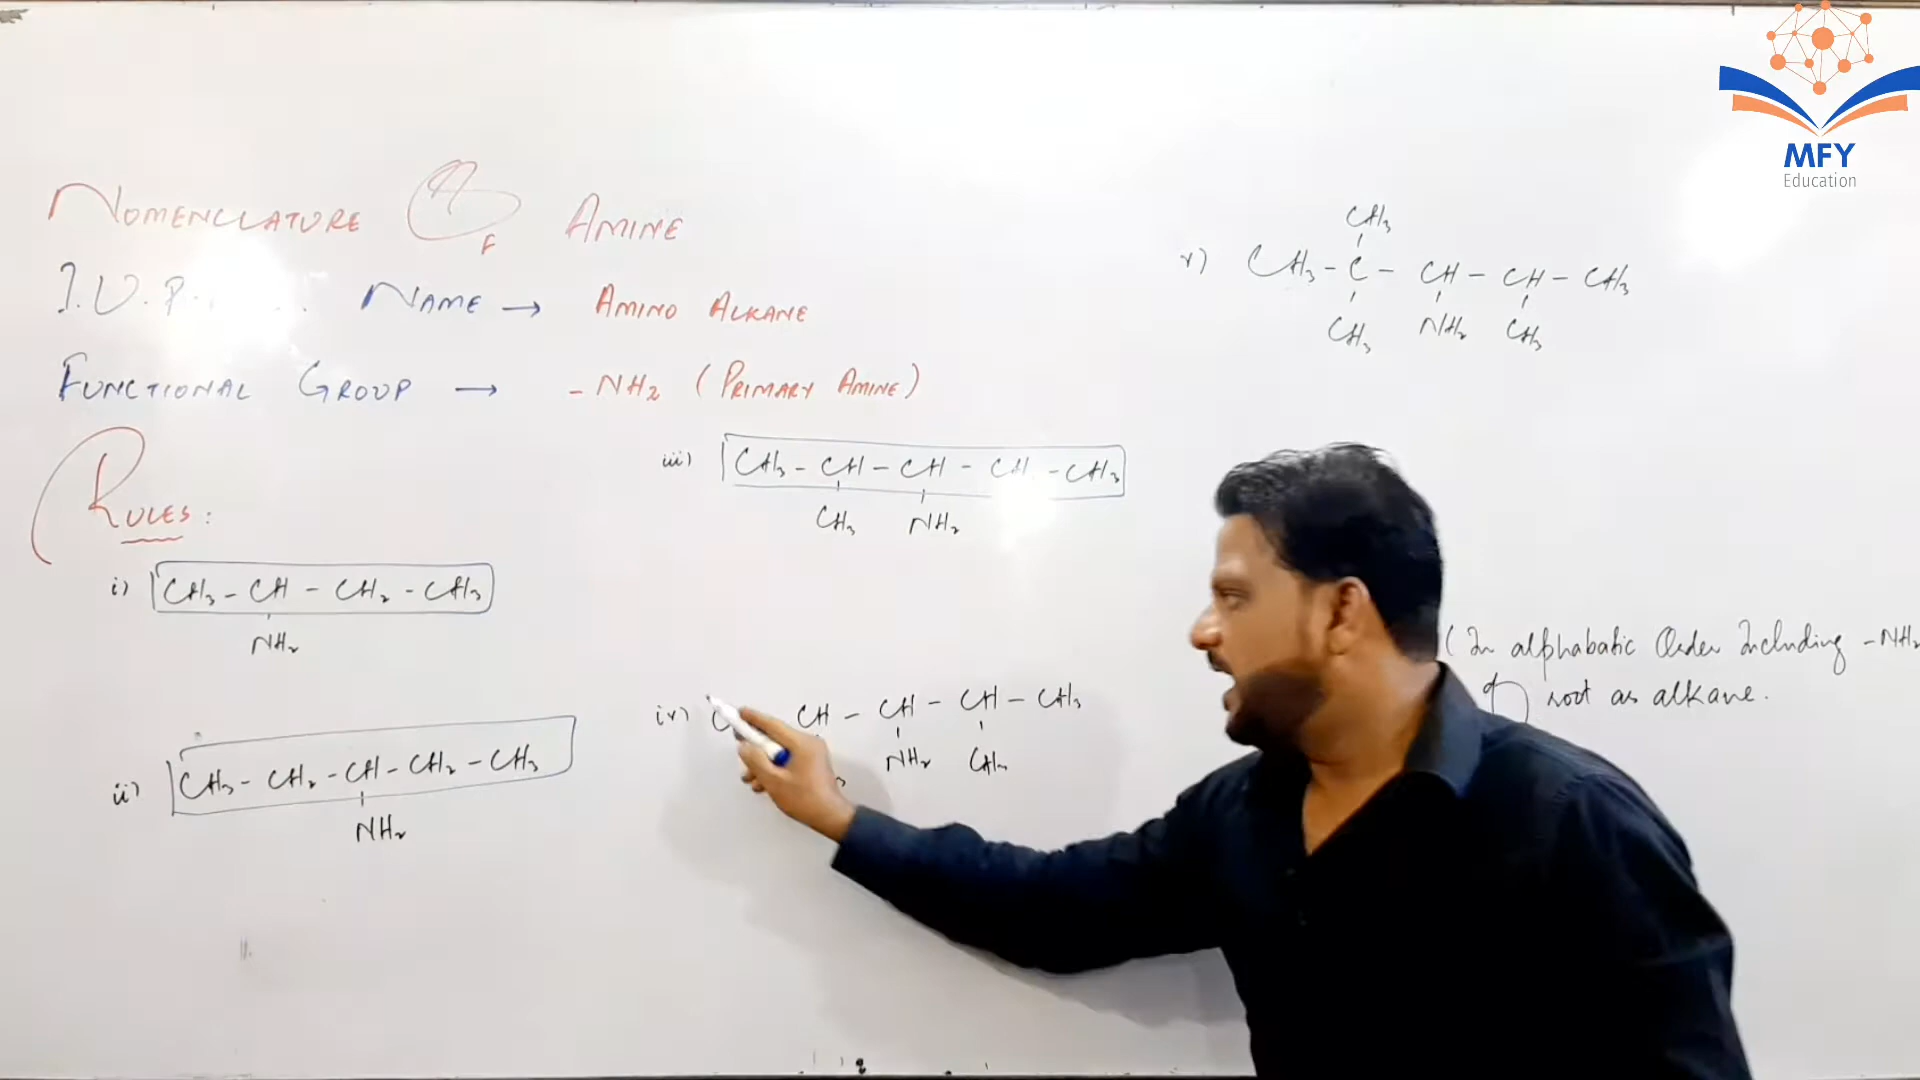 MFY
Education
NOMENCLATURE OF AMINE
I.U.P. NAME → AMINO ALKANE
FUNCTIONAL GROUP → -NH₂ (PRIMARY AMINE)
RULES:
i) CH₃ - CH - CH₂ - CH₃
NH₂
ii) CH₃ - CH₂ - CH - CH₂ - CH₃
NH₂
iii) CH₃ - CH - CH - CH - CH₃
CH₃ NH₂
iv) CH - CH - CH - CH₃
NH₂ CH₃
v) CH₃ - C - CH - CH - CH₃
CH₃
CH₃ NH₂ CH₃
(In alphabatic Order Including -NH₂
root as alkane.